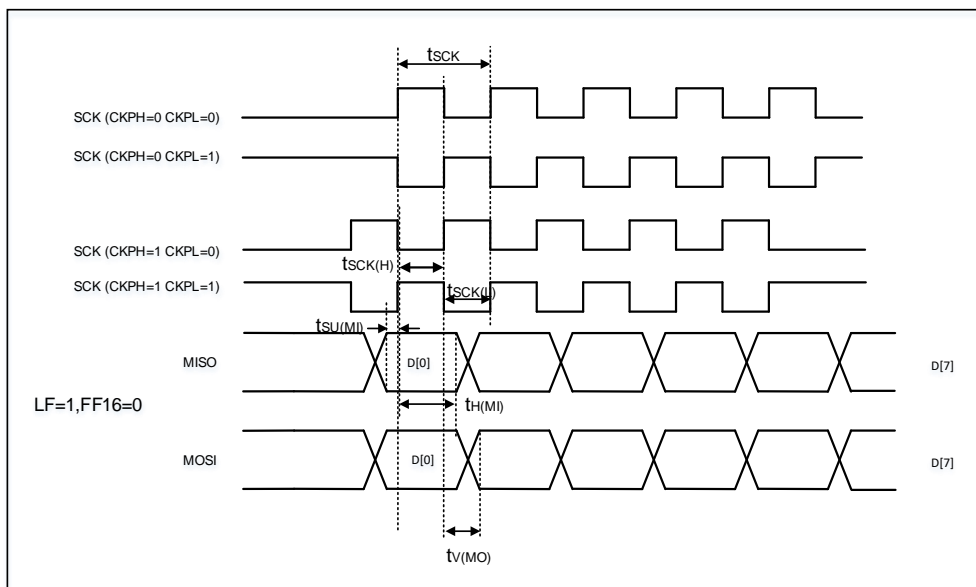 tSCK
SCK (CKPH=0 CKPL=0)
SCK (CKPH=0 CKPL=1)
SCK (CKPH=1 CKPL=0)
tSCK(H)
SCK (CKPH=1 CKPL=1)
tSCK(L)
tSU(MI)
MISO
D[0]
D[7]
LF=1,FF16=0
tH(MI)
MOSI
D[0]
D[7]
tV(MO)